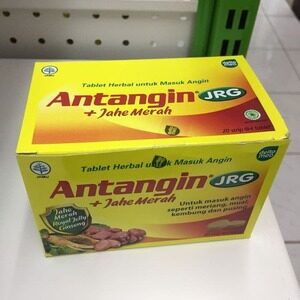 Tablet Herbal untuk Masuk Angin
Antangin JRG
+ Jahe Merah
Tablet Herbal untuk Masuk Angin
Antangin JRG
+ Jahe Merah
Jahe
Merah
Royal Jelly
Ginseng
Untuk masuk angin
seperti meriang, mual,
kembung dan pusing